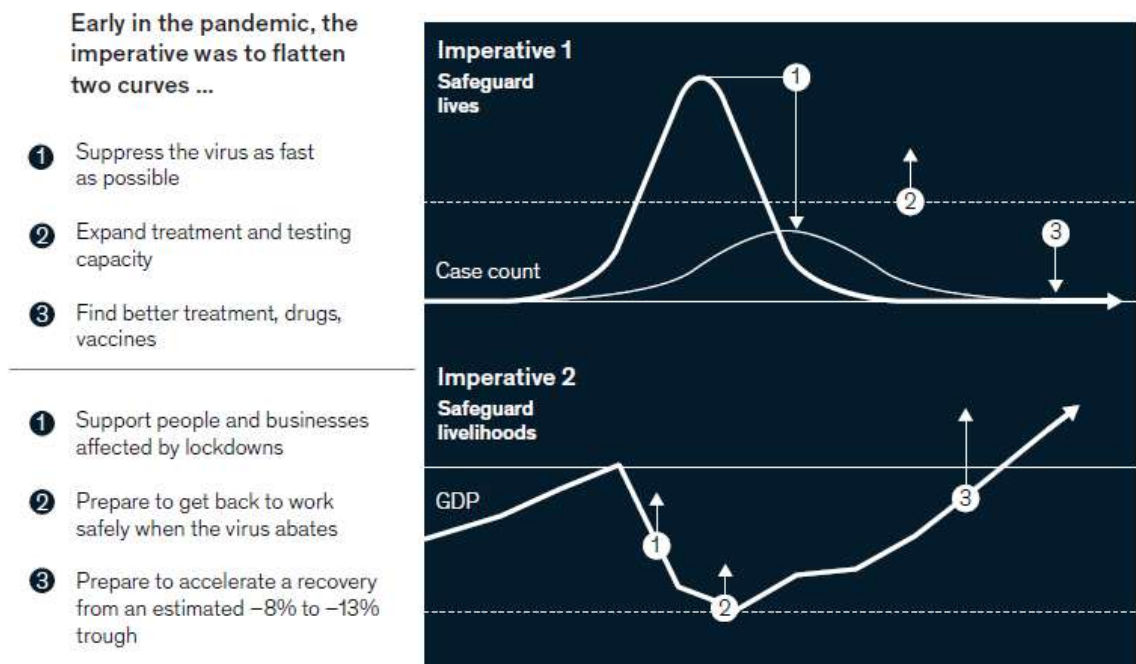 Early in the pandemic, the
imperative was to flatten
two curves ...
1 Suppress the virus as fast
as possible
2 Expand treatment and testing
capacity
3 Find better treatment, drugs,
vaccines
1 Support people and businesses
affected by lockdowns
2 Prepare to get back to work
safely when the virus abates
3 Prepare to accelerate a recovery
from an estimated –8% to –13%
trough
Imperative 1
Safeguard
lives
1
2
3
Case count
Imperative 2
Safeguard
livelihoods
GDP
3
1
2